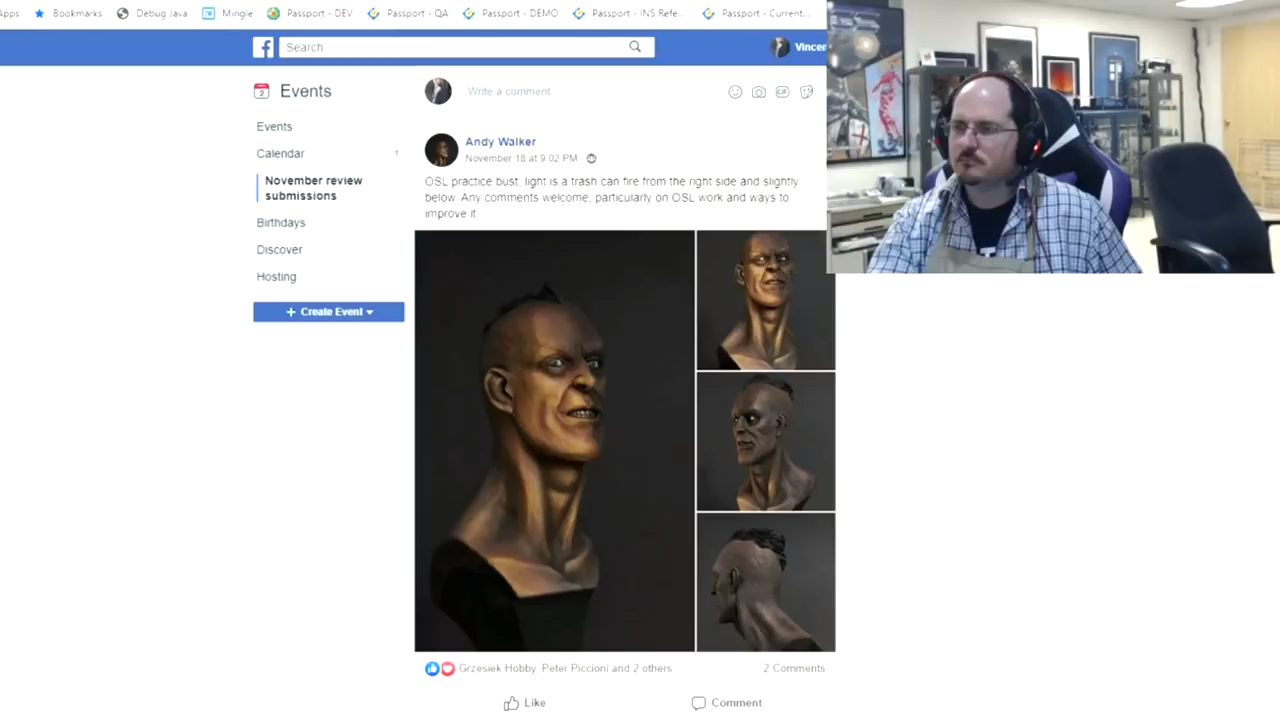 Apps Bookmarks Debug Java Mingle Passport - DEV Passport - QA Passport - DEMO Passport - INS Refe... Passport - Current...
Search
Vincen
Events
Write a comment
Events
Calendar
1
November review
submissions
Birthdays
Discover
Hosting
+ Create Event
Andy Walker
November 18 at 9:02 PM
OSL practice bust, light is a trash can fire from the right side and slightly
below. Any comments welcome, particularly on OSL work and ways to
improve it
Grzesiek Hobby, Peter Piccioni and 2 others
2 Comments
Like
Comment